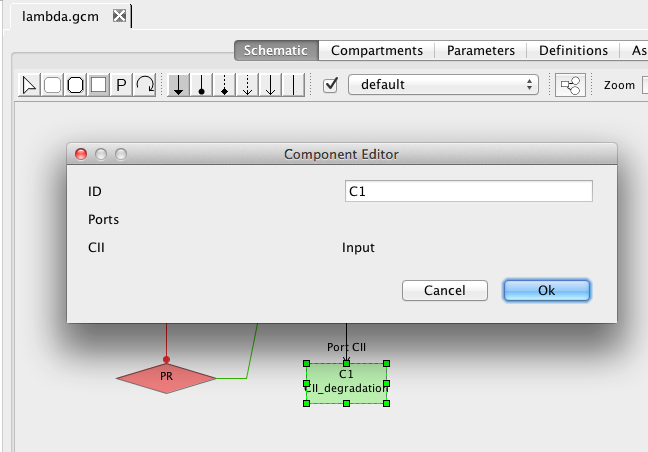 lambda.gcm
Schematic Compartments Parameters Definitions As
P default Zoom
Component Editor
ID C1
Ports
CII Input
Cancel Ok
Port CII
PR
C1
CII_degradation